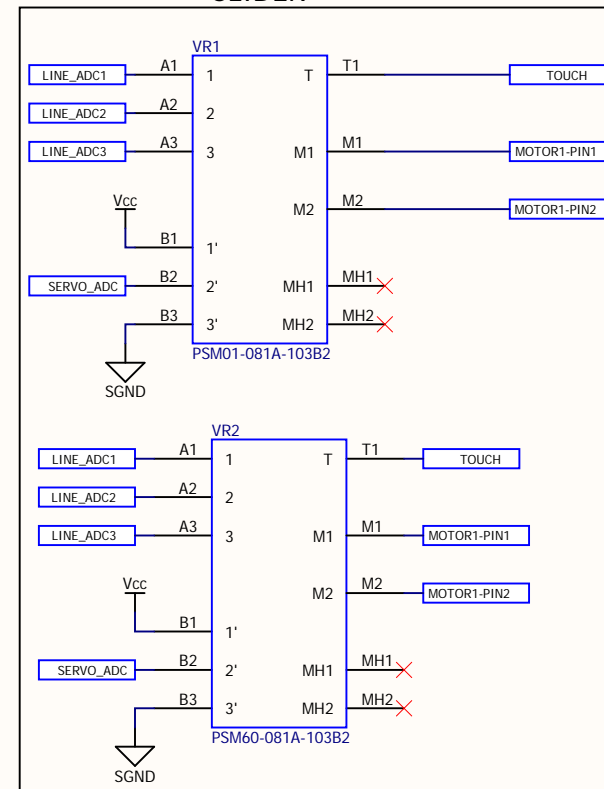 SLIDER
VR1
LINE_ADC1 A1 1 T T1 TOUCH
LINE_ADC2 A2 2
LINE_ADC3 A3 3 M1 M1 MOTOR1-PIN1
Vcc M2 M2 MOTOR1-PIN2
B1 1'
SERVO_ADC B2 2' MH1 MH1
B3 3' MH2 MH2
PSM01-081A-103B2
SGND
VR2
LINE_ADC1 A1 1 T T1 TOUCH
LINE_ADC2 A2 2
LINE_ADC3 A3 3 M1 M1 MOTOR1-PIN1
Vcc M2 M2 MOTOR1-PIN2
B1 1'
SERVO_ADC B2 2' MH1 MH1
B3 3' MH2 MH2
PSM60-081A-103B2
SGND